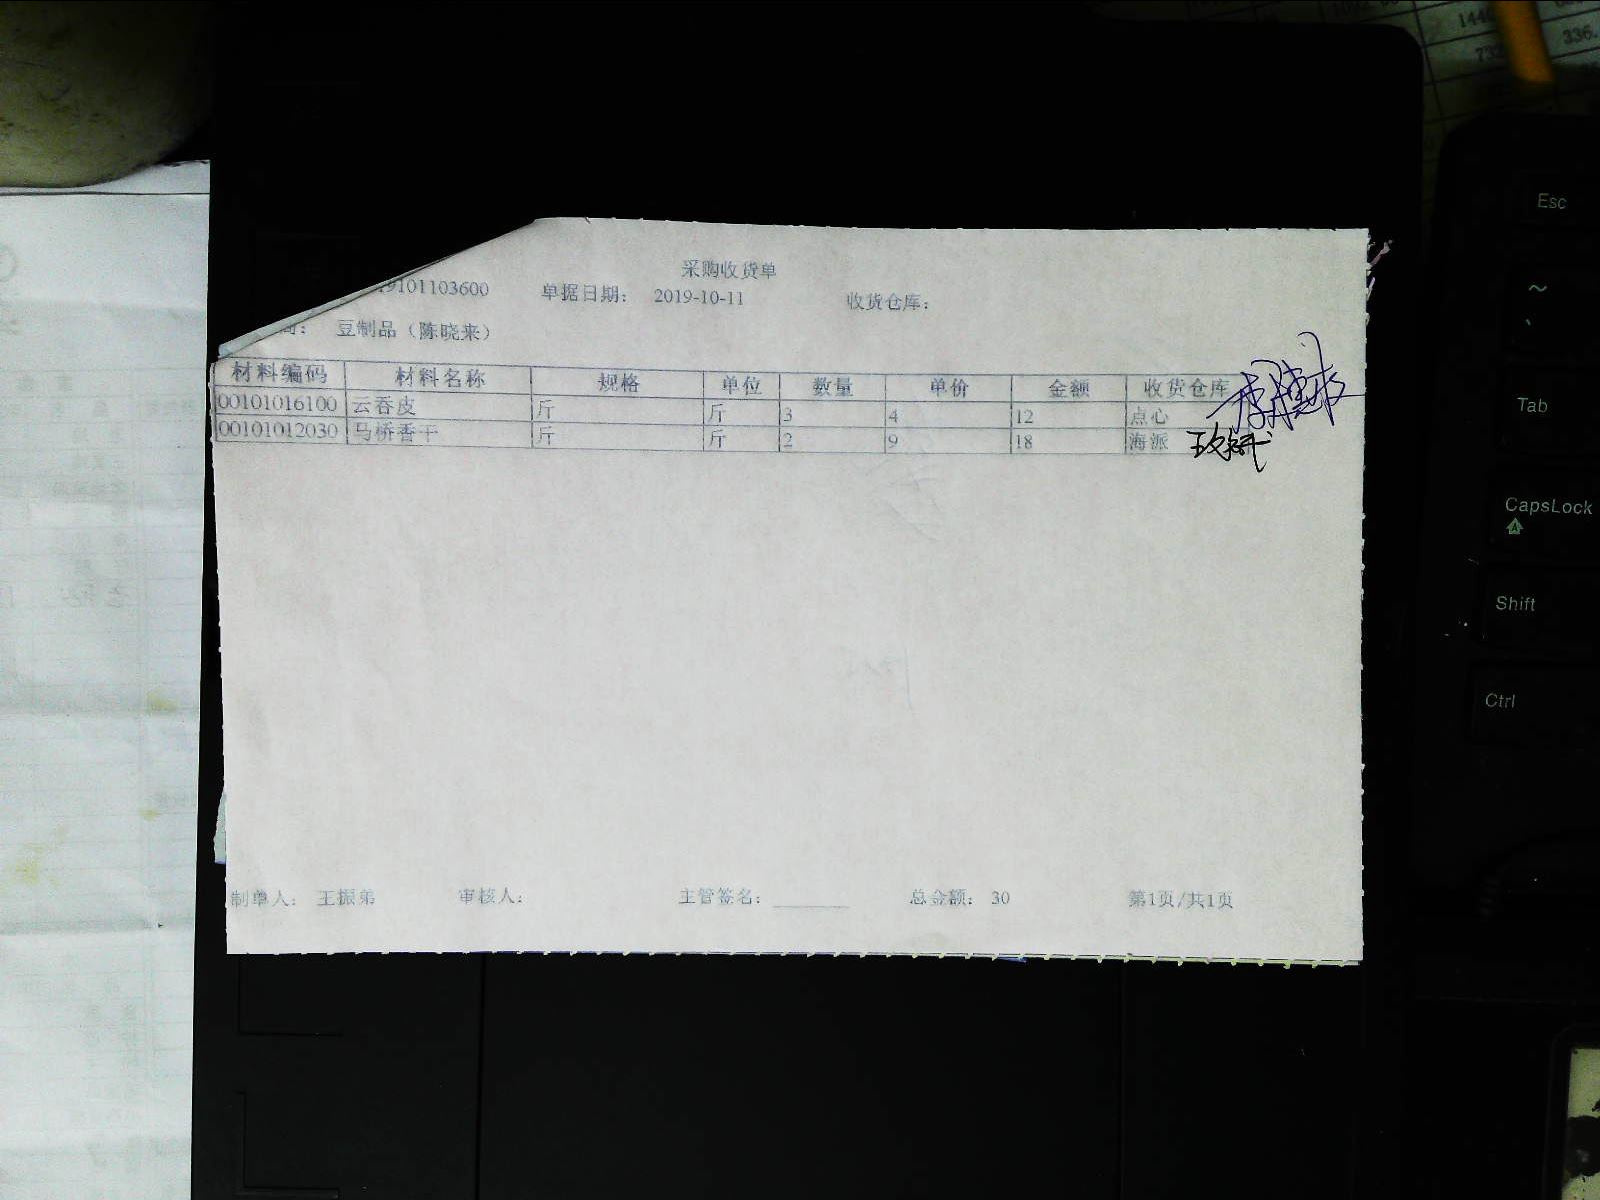 采购收货单
19101103600 单据日期： 2019-10-11 收货仓库：
商： 豆制品（陈晓来）
材料编码 材料名称 规格 单位 数量 单价 金额 收货仓库
00101016100 云吞皮 斤 斤 3 4 12 点心
00101012030 马桥香干 斤 斤 2 9 18 海派
制单人： 王振弟 审核人： 主管签名： 总金额： 30 第1页/共1页
1440
732
336.
Esc
~
`
Tab
CapsLock
A
Shift
Ctrl